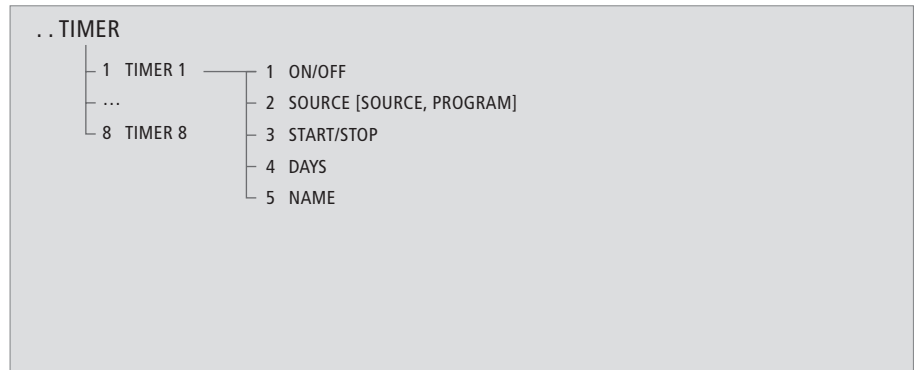 . . TIMER
1 TIMER 1 1 ON/OFF
... 2 SOURCE [SOURCE, PROGRAM]
8 TIMER 8 3 START/STOP
4 DAYS
5 NAME